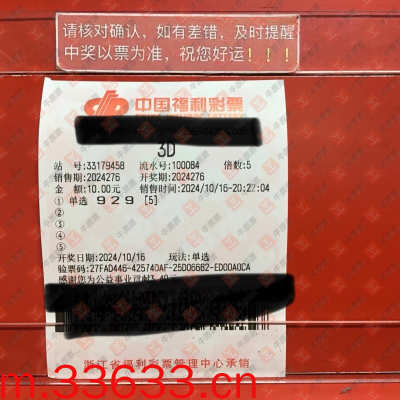 请核对确认，如有差错，及时提醒
中奖以票为准，祝您好运！！！
中国福利彩票
3D
站 号:33179458 流水号:100084 倍数:5
销售期:2024276 开奖期:2024276
金 额:10.00元 销售时间:2024/10/16-20:2:04
① 单选 929 [5]
②
③
④
⑤
开奖日期:2024/10/16 玩法:单选
验票码:27FAD446-42574DAF-25D06662-ED00A0CA
感谢您为公益事业贡献3.40元
浙江省福利彩票管理中心承销
m.33633.cn